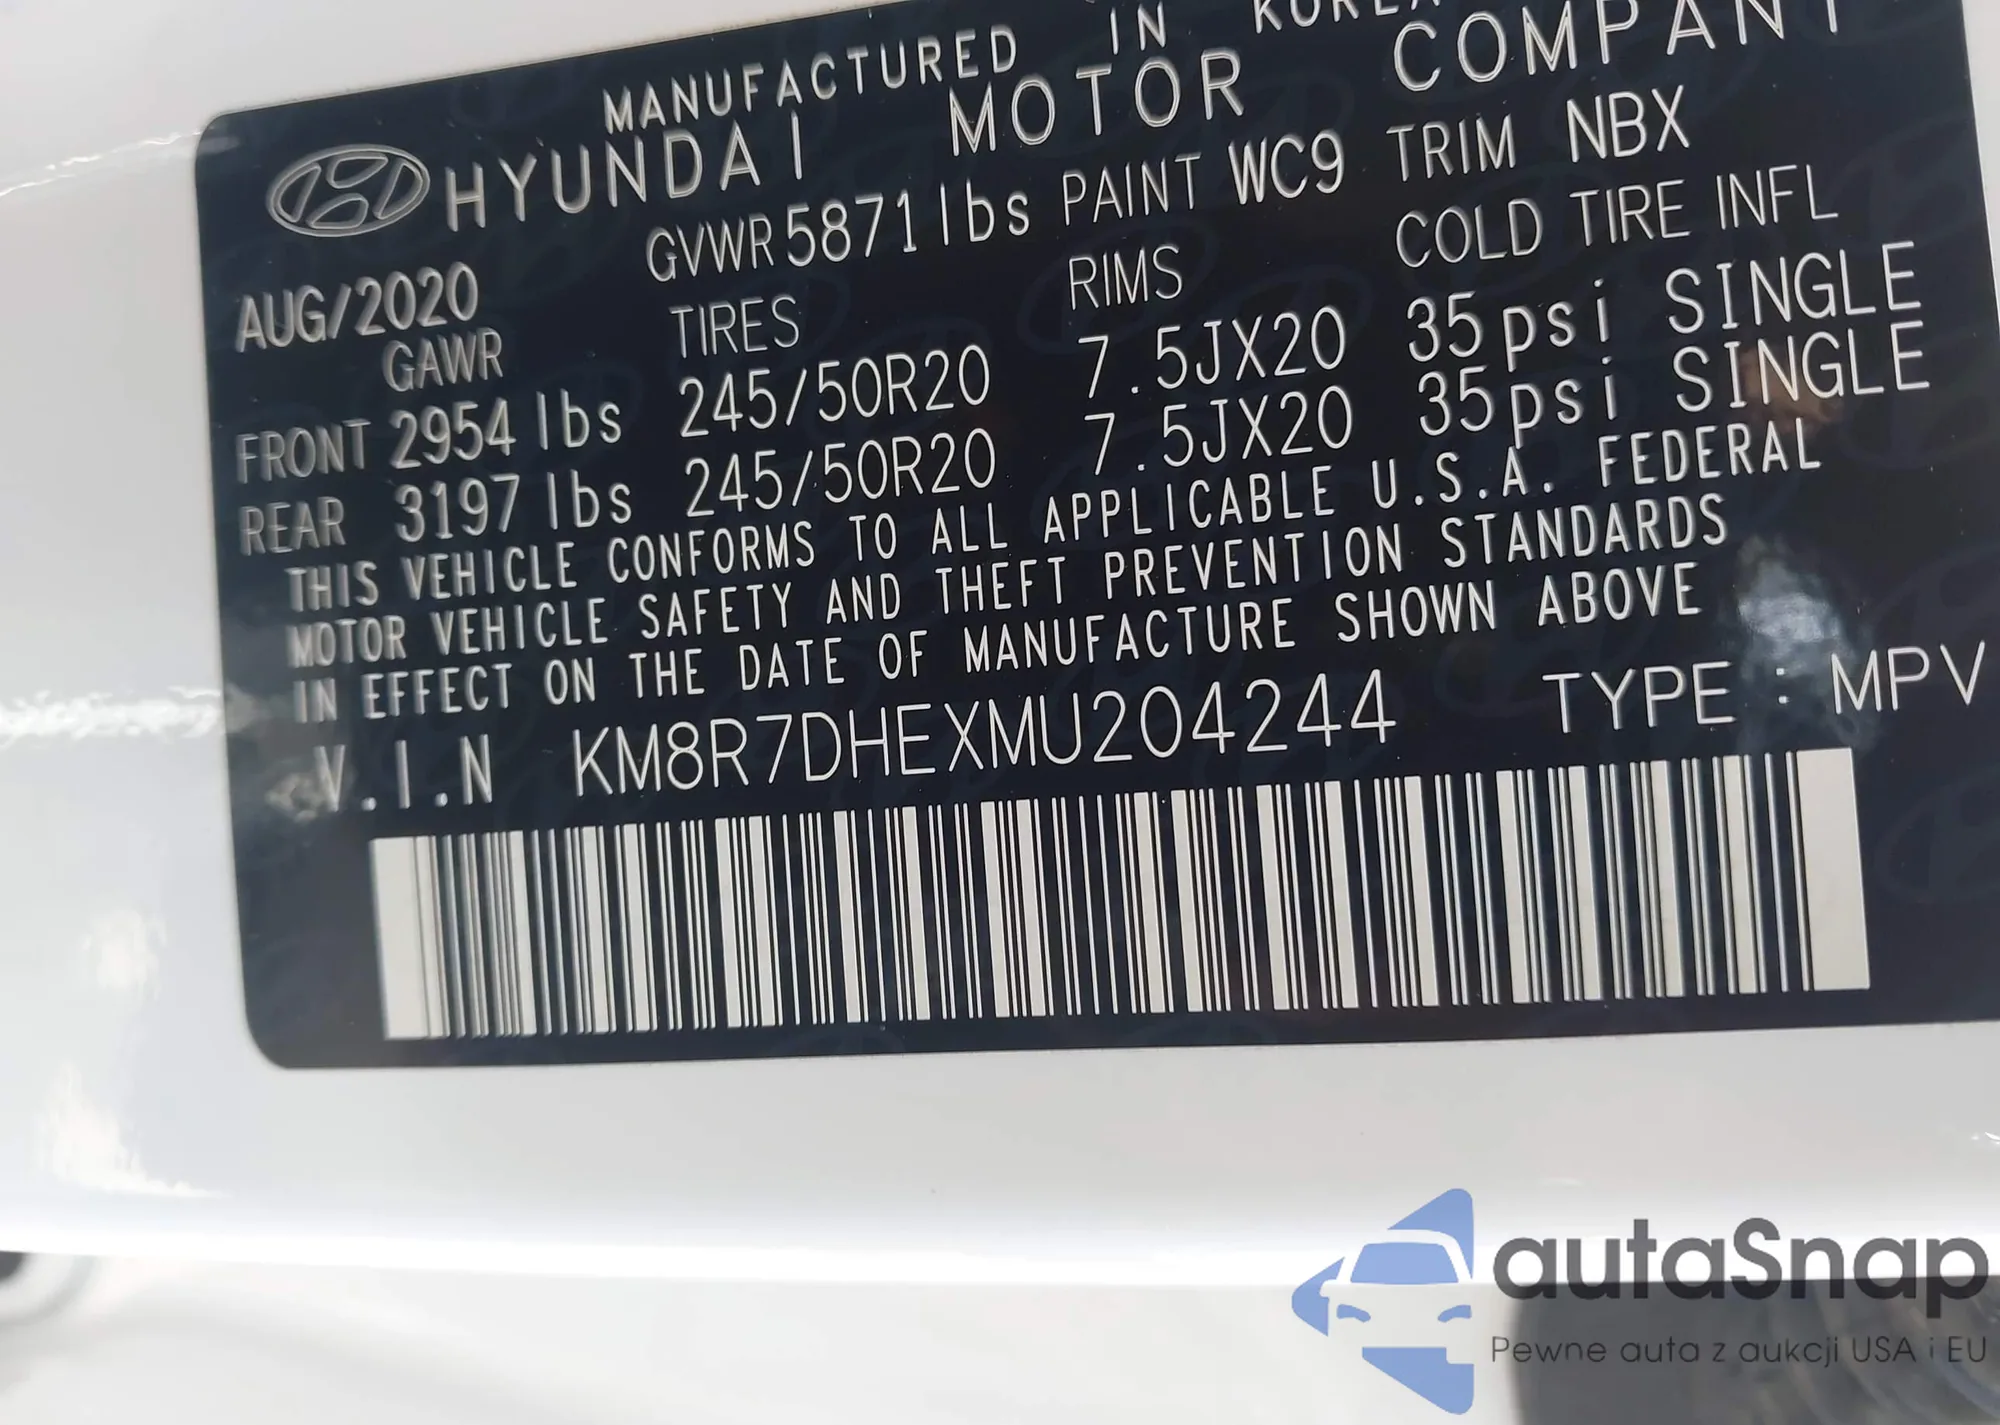 MANUFACTURED IN KOREA
HYUNDAI MOTOR COMPANY
AUG/2020 GVWR 5871 lbs PAINT WC9 TRIM NBX
GAWR TIRES RIMS COLD TIRE INFL
FRONT 2954 lbs 245/50R20 7.5JX20 35psi SINGLE
REAR 3197 lbs 245/50R20 7.5JX20 35psi SINGLE
THIS VEHICLE CONFORMS TO ALL APPLICABLE U.S.A. FEDERAL
MOTOR VEHICLE SAFETY AND THEFT PREVENTION STANDARDS
IN EFFECT ON THE DATE OF MANUFACTURE SHOWN ABOVE
V.I.N KM8R7DHEXMU204244 TYPE : MPV
autaSnap
Pewne auta z aukcji USA i EU